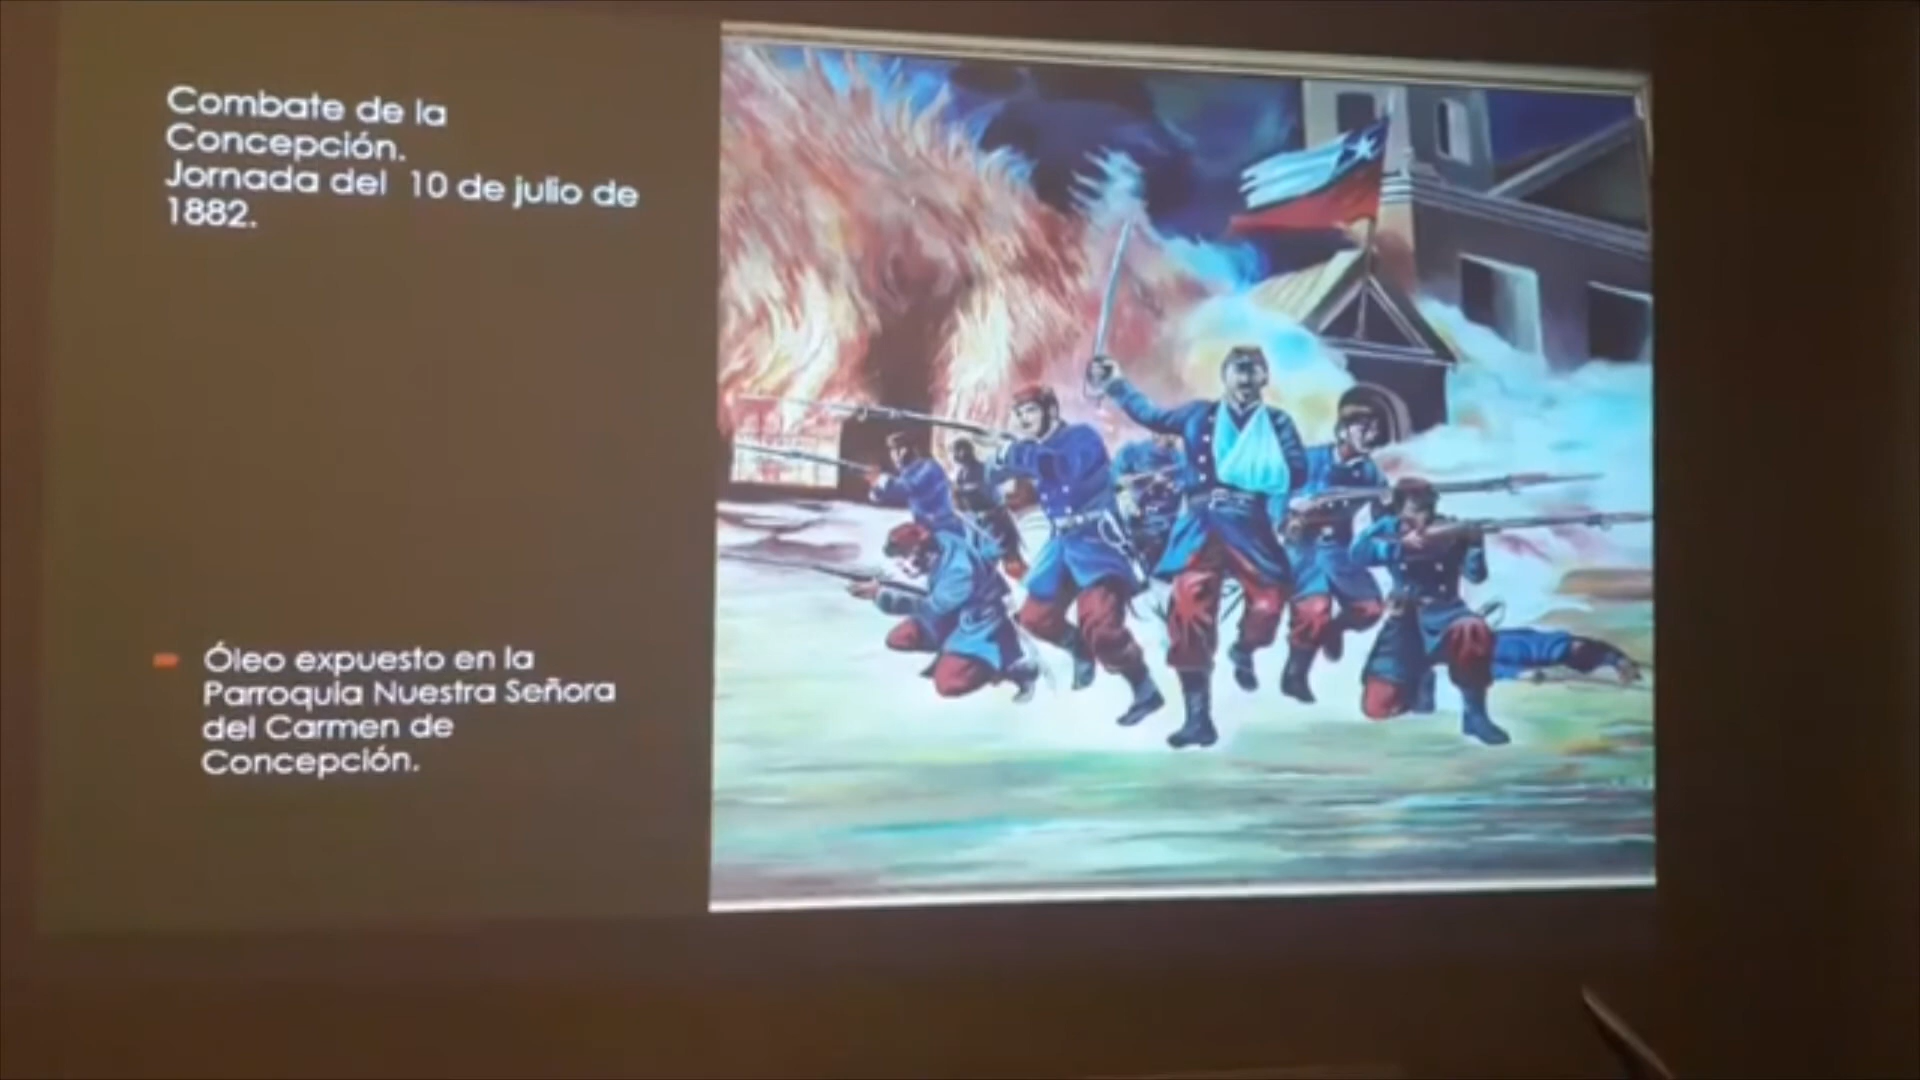 Combate de la
Concepción.
Jornada del 10 de julio de
1882.
Óleo expuesto en la
Parroquia Nuestra Señora
del Carmen de
Concepción.